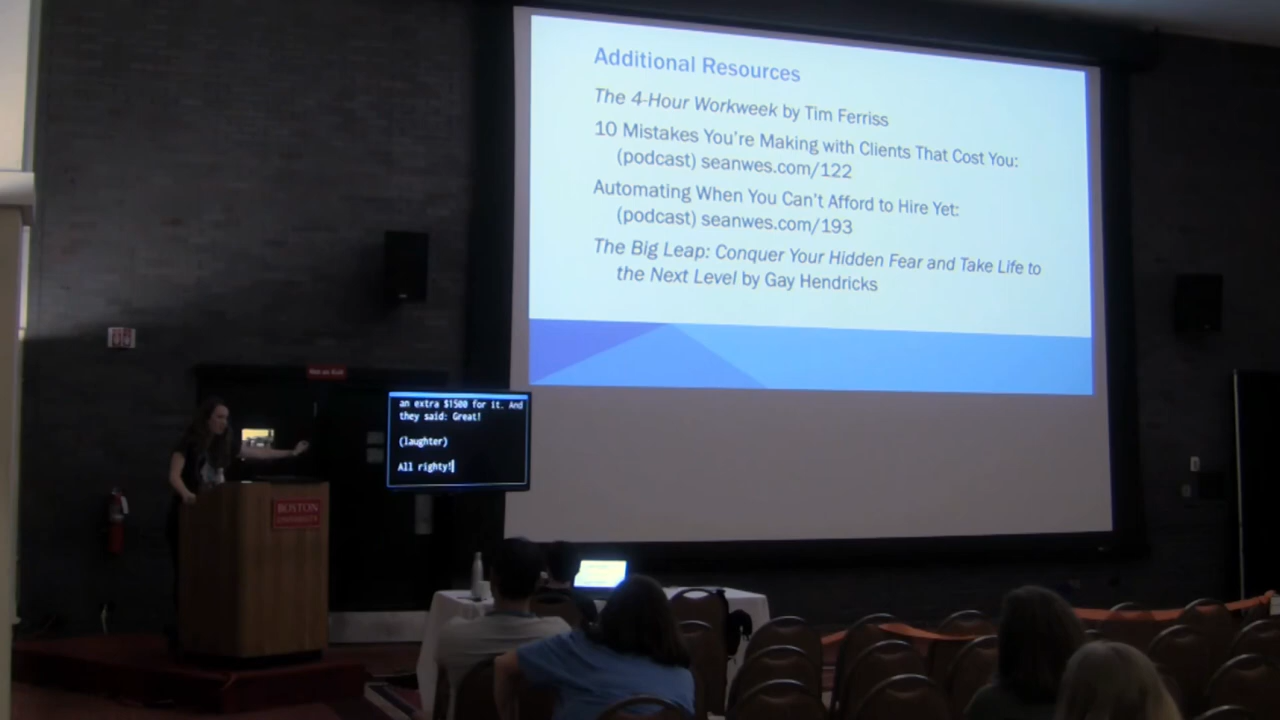 Additional Resources
The 4-Hour Workweek by Tim Ferriss
10 Mistakes You're Making with Clients That Cost You:
(podcast) seanwes.com/122
Automating When You Can't Afford to Hire Yet:
(podcast) seanwes.com/193
The Big Leap: Conquer Your Hidden Fear and Take Life to
the Next Level by Gay Hendricks
Not an Exit
an extra $1500 for it. And
they said: Great!
(laughter)
All righty!
BOSTON
UNIVERSITY